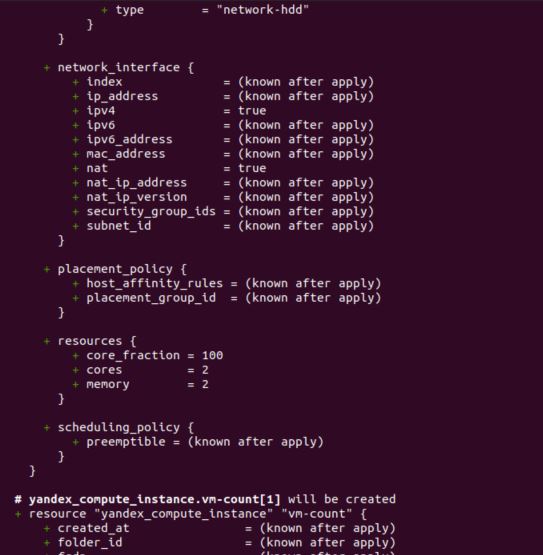 + type        = "network-hdd"
}
}
+ network_interface {
+ index              = (known after apply)
+ ip_address         = (known after apply)
+ ipv4               = true
+ ipv6               = (known after apply)
+ ipv6_address       = (known after apply)
+ mac_address        = (known after apply)
+ nat                = true
+ nat_ip_address     = (known after apply)
+ nat_ip_version     = (known after apply)
+ security_group_ids = (known after apply)
+ subnet_id          = (known after apply)
}
+ placement_policy {
+ host_affinity_rules = (known after apply)
+ placement_group_id  = (known after apply)
}
+ resources {
+ core_fraction = 100
+ cores         = 2
+ memory        = 2
}
+ scheduling_policy {
+ preemptible = (known after apply)
}
}
# yandex_compute_instance.vm-count[1] will be created
+ resource "yandex_compute_instance" "vm-count" {
+ created_at                = (known after apply)
+ folder_id                 = (known after apply)